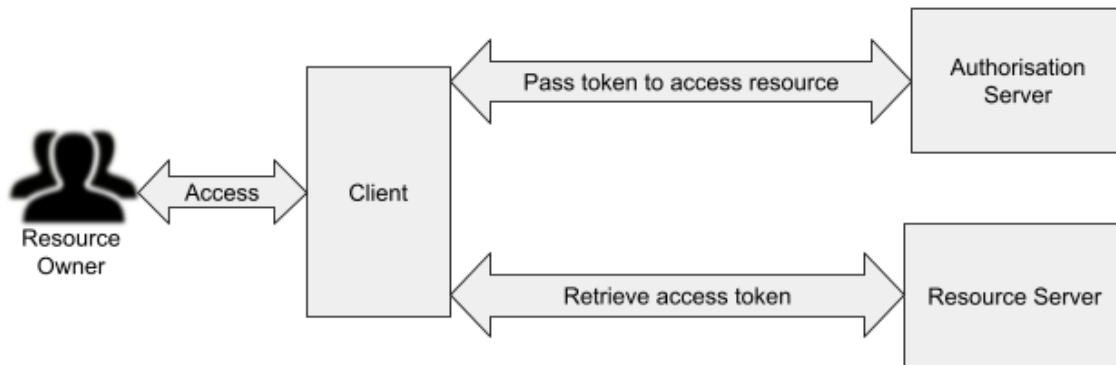 Resource
Owner
Access
Client
Pass token to access resource
Authorisation
Server
Retrieve access token
Resource Server